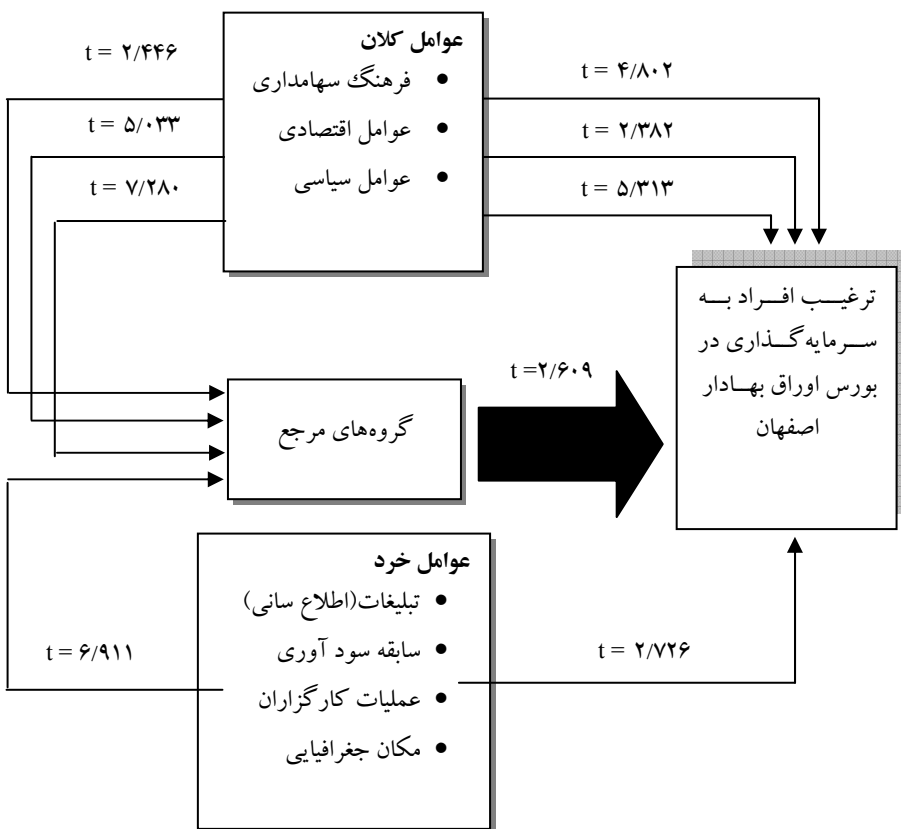 عوامل کلان
• فرهنگ سهامداری
• عوامل اقتصادی
• عوامل سیاسی
t = ۲/۴۴۶
t = ۵/۰۳۳
t = ۷/۲۸۰
t = ۴/۸۰۲
t = ۲/۳۸۲
t = ۵/۳۱۳
ترغیب افراد به
سرمایه‌گذاری در
بورس اوراق بهادار
اصفهان
t =۲/۶۰۹
گروه‌های مرجع
عوامل خرد
• تبلیغات(اطلاع سانی)
• سابقه سود آوری
• عملیات کارگزاران
• مکان جغرافیایی
t = ۶/۹۱۱
t = ۲/۷۲۶